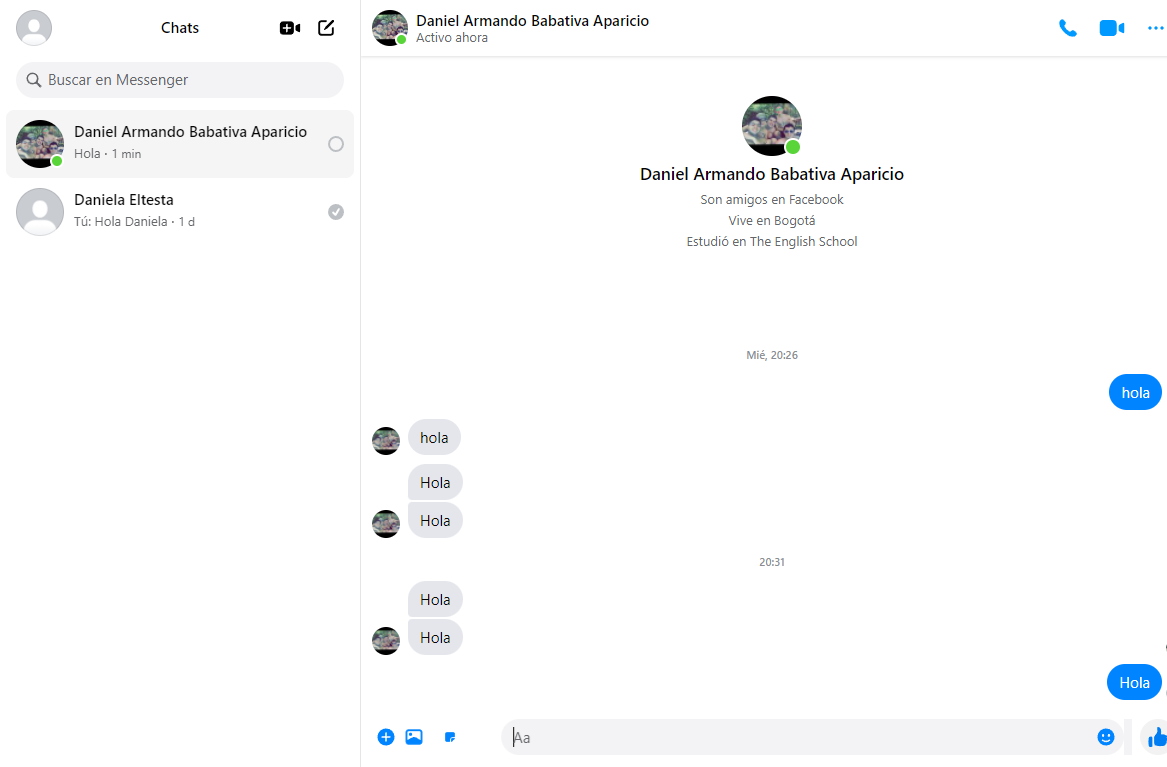 Chats
Buscar en Messenger
Daniel Armando Babativa Aparicio
Hola · 1 min
Daniela Eltesta
Tú: Hola Daniela · 1 d
Daniel Armando Babativa Aparicio
Activo ahora
Daniel Armando Babativa Aparicio
Son amigos en Facebook
Vive en Bogotá
Estudió en The English School
Mié, 20:26
hola
hola
Hola
Hola
20:31
Hola
Hola
Hola
Aa